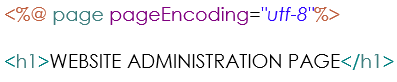 <%@ page pageEncoding="utf-8"%>
<h1>WEBSITE ADMINISTRATION PAGE</h1>